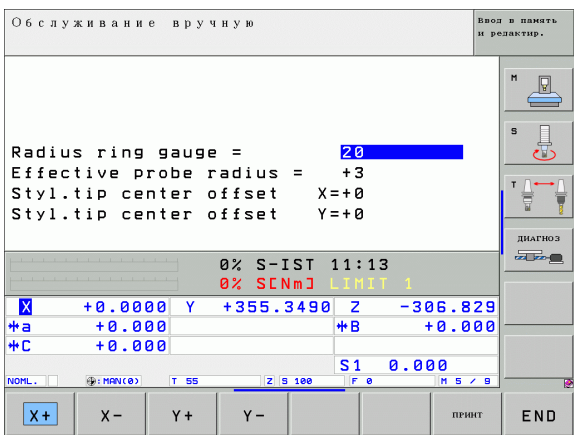 Обслуживание вручную
Ввод в память
и редактир.
M
S
T
ДИАГНОЗ
Radius ring gauge = 20
Effective probe radius = +3
Styl.tip center offset X=+0
Styl.tip center offset Y=+0
0% S-IST 11:13
0% S[Nm] LIMIT 1
X +0.0000 Y +355.3490 Z -306.829
a +0.000 B +0.000
C +0.000
S1 0.000
NOML. : MAN(0) T 55 Z S 100 F 0 M 5 / 9
X+ X- Y+ Y- ПРИНТ END